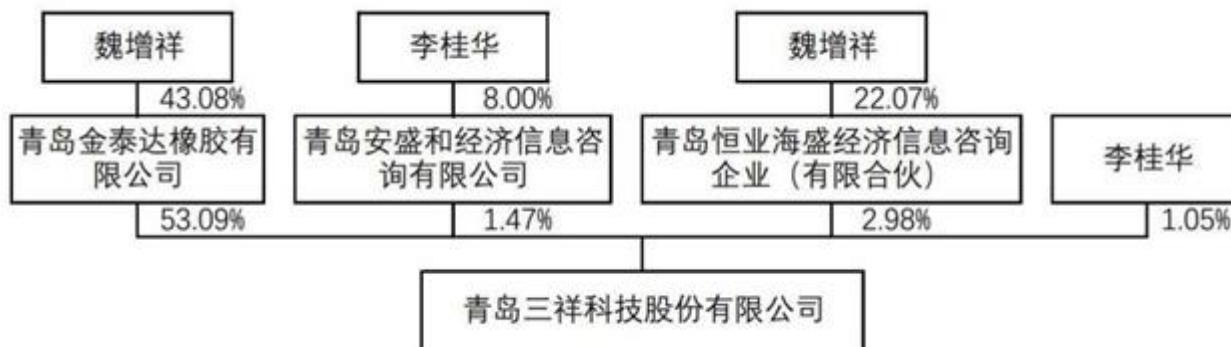 魏增祥
李桂华
魏增祥
43.08%
8.00%
22.07%
青岛金泰达橡胶有
限公司
青岛安盛和经济信息咨
询有限公司
青岛恒业海盛经济信息咨询
企业（有限合伙）
李桂华
53.09%
1.47%
2.98%
1.05%
青岛三祥科技股份有限公司